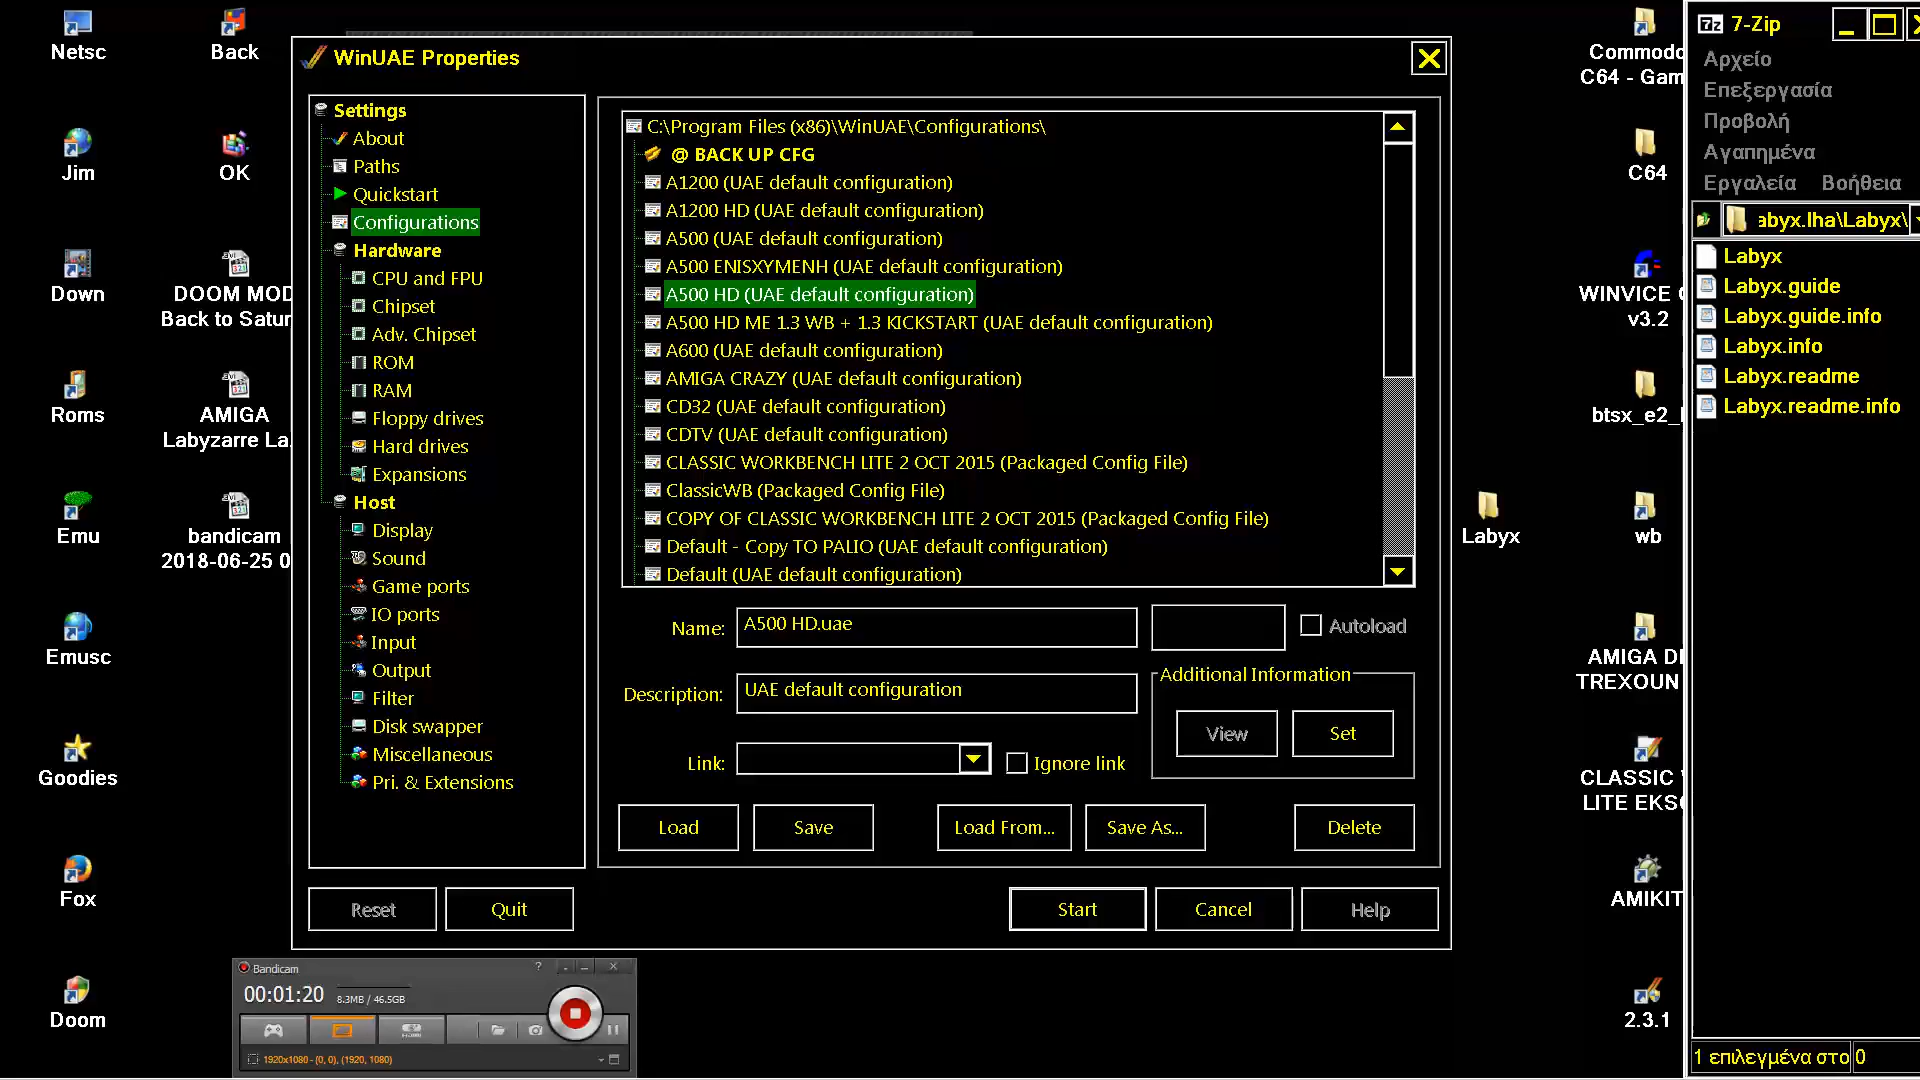 Netsc
Back
Jim
OK
Down
DOOM MOD
Back to Satur
Roms
AMIGA
Labyzarre La.
Emu
bandicam
2018-06-25 0
Emusc
Goodies
Fox
Doom
WinUAE Properties
Settings
About
Paths
Quickstart
Configurations
Hardware
CPU and FPU
Chipset
Adv. Chipset
ROM
RAM
Floppy drives
Hard drives
Expansions
Host
Display
Sound
Game ports
IO ports
Input
Output
Filter
Disk swapper
Miscellaneous
Pri. & Extensions
C:\Program Files (x86)\WinUAE\Configurations\
@ BACK UP CFG
A1200 (UAE default configuration)
A1200 HD (UAE default configuration)
A500 (UAE default configuration)
A500 ENISXYMENH (UAE default configuration)
A500 HD (UAE default configuration)
A500 HD ME 1.3 WB + 1.3 KICKSTART (UAE default configuration)
A600 (UAE default configuration)
AMIGA CRAZY (UAE default configuration)
CD32 (UAE default configuration)
CDTV (UAE default configuration)
CLASSIC WORKBENCH LITE 2 OCT 2015 (Packaged Config File)
ClassicWB (Packaged Config File)
COPY OF CLASSIC WORKBENCH LITE 2 OCT 2015 (Packaged Config File)
Default - Copy TO PALIO (UAE default configuration)
Default (UAE default configuration)
Name: A500 HD.uae Autoload
Description: UAE default configuration
Additional Information
View Set
Link: Ignore link
Load Save Load From... Save As... Delete
Reset Quit Start Cancel Help
Bandicam
00:01:20 8.3MB / 46.5GB
1920x1080 - (0, 0), (1920, 1080)
Labyx
Commodo
C64 - Gam
C64
WINVICE
v3.2
btsx_e2_
wb
AMIGA D
TREXOUN
CLASSIC
LITE EKS
AMIKIT
2.3.1
7-Zip
Αρχείο
Επεξεργασία
Προβολή
Αγαπημένα
Εργαλεία Βοήθεια
abyx.lha\Labyx\
Labyx
Labyx.guide
Labyx.guide.info
Labyx.info
Labyx.readme
Labyx.readme.info
1 επιλεγμένα στο 0